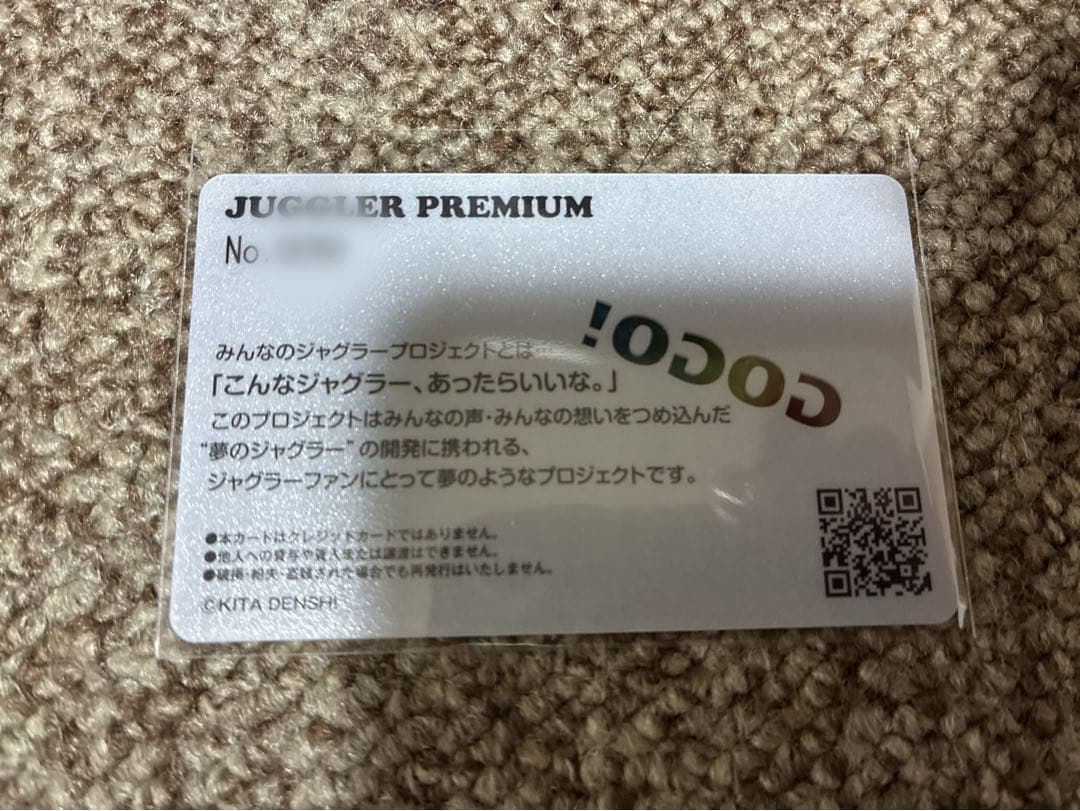 JUGGLER PREMIUM
No.
GOGO!
みんなのジャグラープロジェクトとは…
「こんなジャグラー、あったらいいな。」
このプロジェクトはみんなの声・みんなの想いをつめ込んだ
“夢のジャグラー”の開発に携われる、
ジャグラーファンにとって夢のようなプロジェクトです。
●本カードはクレジットカードではありません。
●他人への貸与や質入または譲渡はできません。
●破損・紛失・盗難された場合でも再発行はいたしません。
©KITA DENSHI